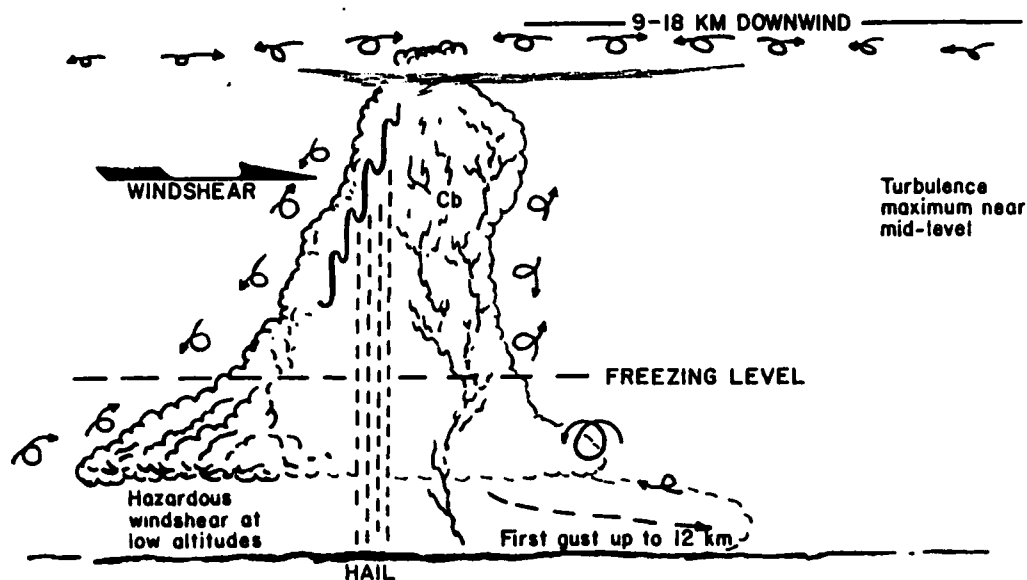 9-18 KM DOWNWIND
WINDSHEAR
Cb
Turbulence
maximum near
mid-level
FREEZING LEVEL
Hazardous
windshear at
low altitudes
First gust up to 12 km
HAIL